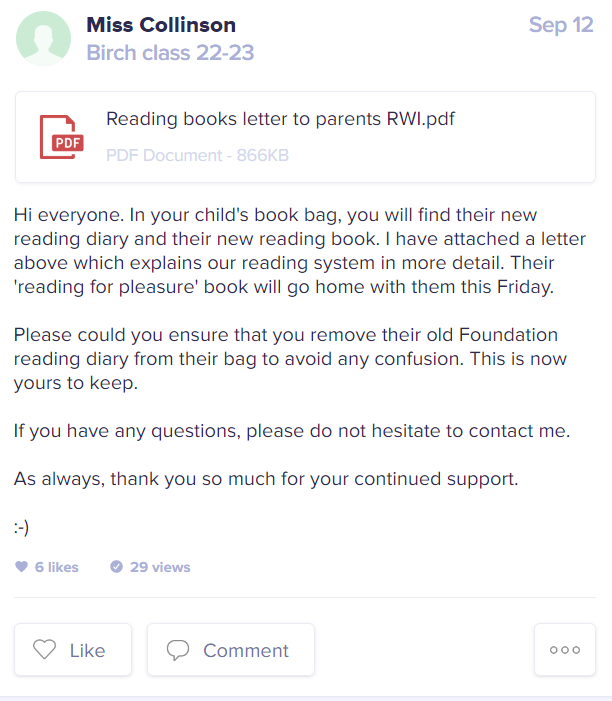 Miss Collinson
Sep 12
Birch class 22-23
PDF
Reading books letter to parents RWI.pdf
PDF Document - 866KB
Hi everyone. In your child's book bag, you will find their new
reading diary and their new reading book. I have attached a letter
above which explains our reading system in more detail. Their
'reading for pleasure' book will go home with them this Friday.
Please could you ensure that you remove their old Foundation
reading diary from their bag to avoid any confusion. This is now
yours to keep.
If you have any questions, please do not hesitate to contact me.
As always, thank you so much for your continued support.
:-)
6 likes
29 views
Like
Comment